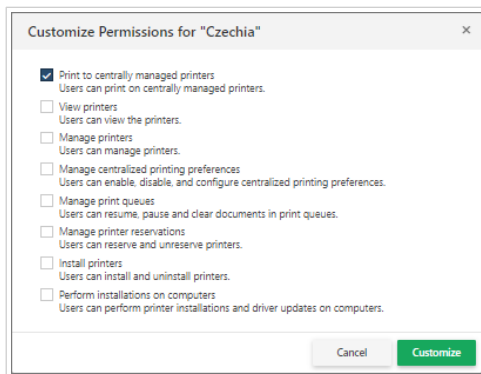 Customize Permissions for "Czechia"
Print to centrally managed printers
Users can print on centrally managed printers.
View printers
Users can view the printers.
Manage printers
Users can manage printers.
Manage centralized printing preferences
Users can enable, disable, and configure centralized printing preferences.
Manage print queues
Users can resume, pause and clear documents in print queues.
Manage printer reservations
Users can reserve and unreserve printers.
Install printers
Users can install and uninstall printers.
Perform installations on computers
Users can perform printer installations and driver updates on computers.
Cancel Customize